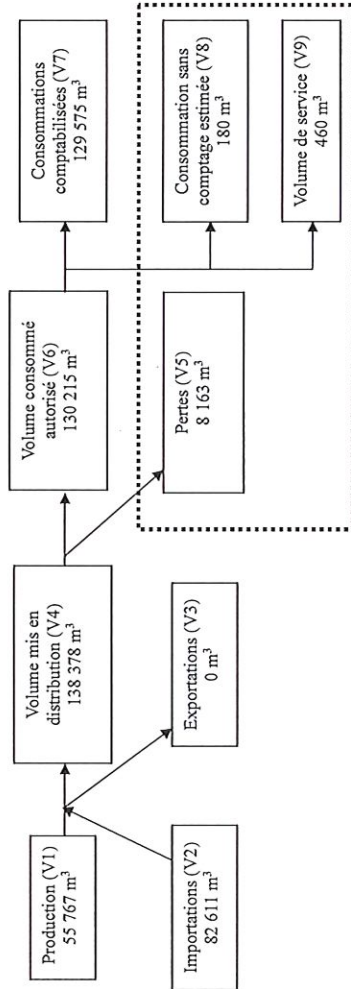 Production (V1)
55 767 m³
Importations (V2)
82 611 m³
Volume mis en
distribution (V4)
138 378 m³
Exportations (V3)
0 m³
Volume consommé
autorisé (V6)
130 215 m³
Pertes (V5)
8 163 m³
Consommations
comptabilisées (V7)
129 575 m³
Consommation sans
comptage estimée (V8)
180 m³
Volume de service (V9)
460 m³